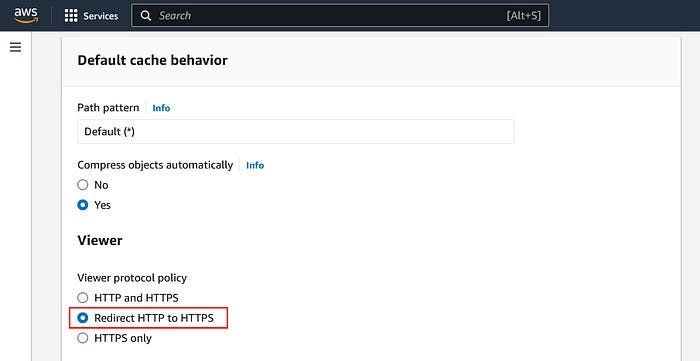 aws
Services
Search
[Alt+S]
Default cache behavior
Path pattern Info
Default (*)
Compress objects automatically Info
No
Yes
Viewer
Viewer protocol policy
HTTP and HTTPS
Redirect HTTP to HTTPS
HTTPS only